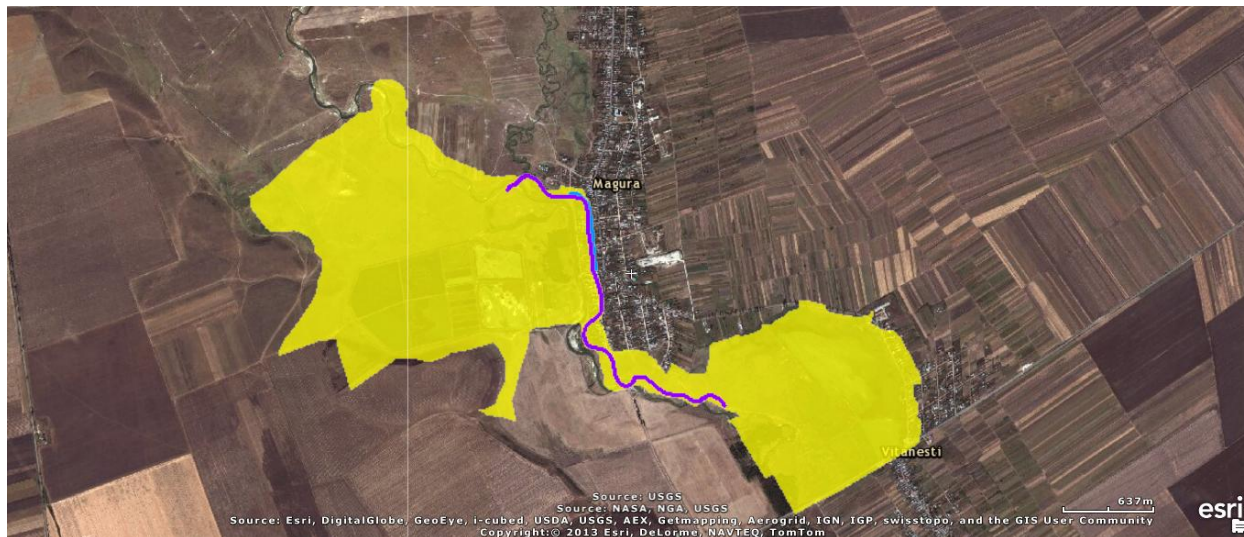 Magura
Vitanesti
637m
esri
Source: USGS
Source: NASA, NGA, USGS
Source: Esri, DigitalGlobe, GeoEye, i-cubed, USDA, USGS, AEX, Getmapping, Aerogrid, IGN, IGP, swisstopo, and the GIS User Community
Copyright:© 2013 Esri, DeLorme, NAVTEQ, TomTom